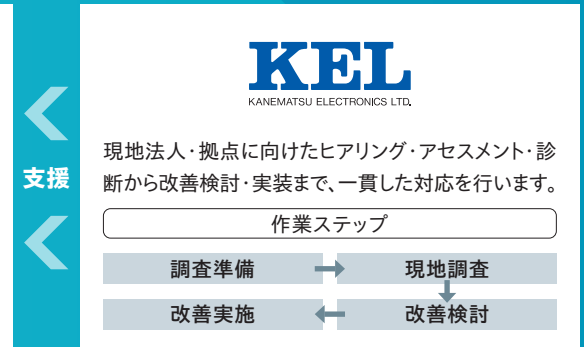 KEL
KANEMATSU ELECTRONICS LTD.
支援
現地法人・拠点に向けたヒアリング・アセスメント・診
断から改善検討・実装まで、一貫した対応を行います。
作業ステップ
調査準備
現地調査
改善検討
改善実施